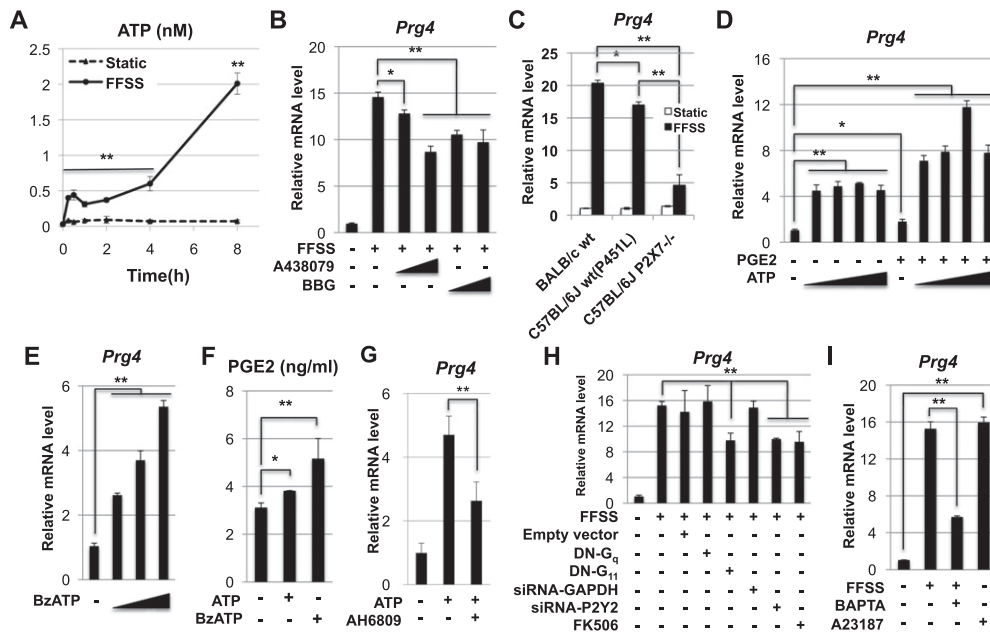 A
ATP (nM)
Static
FFSS
**
**
2.5
2
1.5
1
0.5
0
0 2 4 6 8
Time(h)
B
Prg4
Relative mRNA level
20
15
10
5
0
**
*
FFSS - + + + + +
A438079 - -
BBG - -
C
Prg4
Relative mRNA level
25
20
15
10
5
0
**
*
**
Static
FFSS
BALB/c wt
C57BL/6J wt(P451L)
C57BL/6J P2X7-/-
D
Prg4
Relative mRNA level
16
12
8
4
0
**
*
**
PGE2 - - - - - + + + + +
ATP - -
E
Prg4
Relative mRNA level
6
4
2
0
**
BzATP -
F
PGE2 (ng/ml)
8
6
4
2
0
**
*
ATP - + -
BzATP - - +
G
Prg4
Relative mRNA level
6
4
2
0
**
ATP - + +
AH6809 - - +
H
Prg4
Relative mRNA level
20
16
12
8
4
0
**
FFSS - + + + + + + +
Empty vector - - + - - - - -
DN-Gq - - - + - - - -
DN-G11 - - - - + - - -
siRNA-GAPDH - - - - - + - -
siRNA-P2Y2 - - - - - - + -
FK506 - - - - - - - +
I
Prg4
Relative mRNA level
20
16
12
8
4
0
**
**
FFSS - + + -
BAPTA - - + -
A23187 - - - +